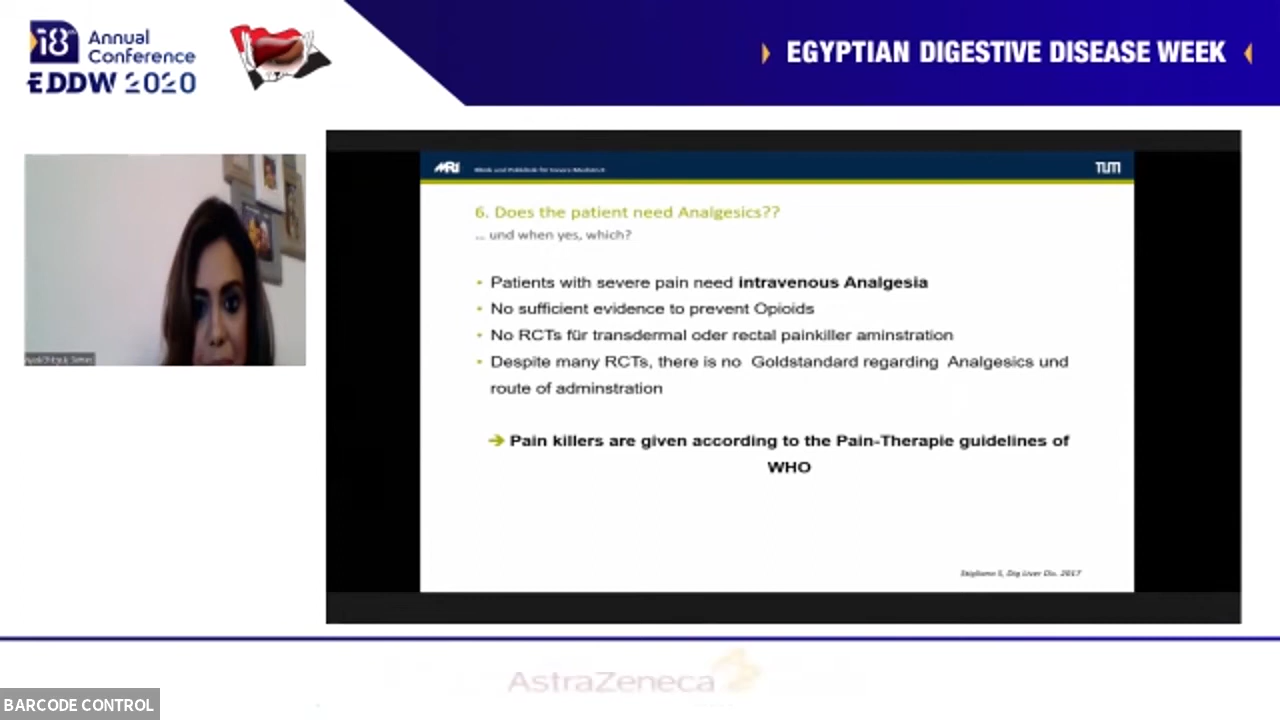 i8
Annual
Conference
EDDW 2020
EGYPTIAN DIGESTIVE DISEASE WEEK
MRI
TUM
6. Does the patient need Analgesics??
... und when yes, which?
Patients with severe pain need intravenous Analgesia
No sufficient evidence to prevent Opioids
No RCTs für transdermal oder rectal painkiller aminstration
Despite many RCTs, there is no Goldstandard regarding Analgesics und
route of adminstration
➔ Pain killers are given according to the Pain-Therapie guidelines of
WHO
S, Dig Liver Dis. 2017
AstraZeneca
BARCODE CONTROL